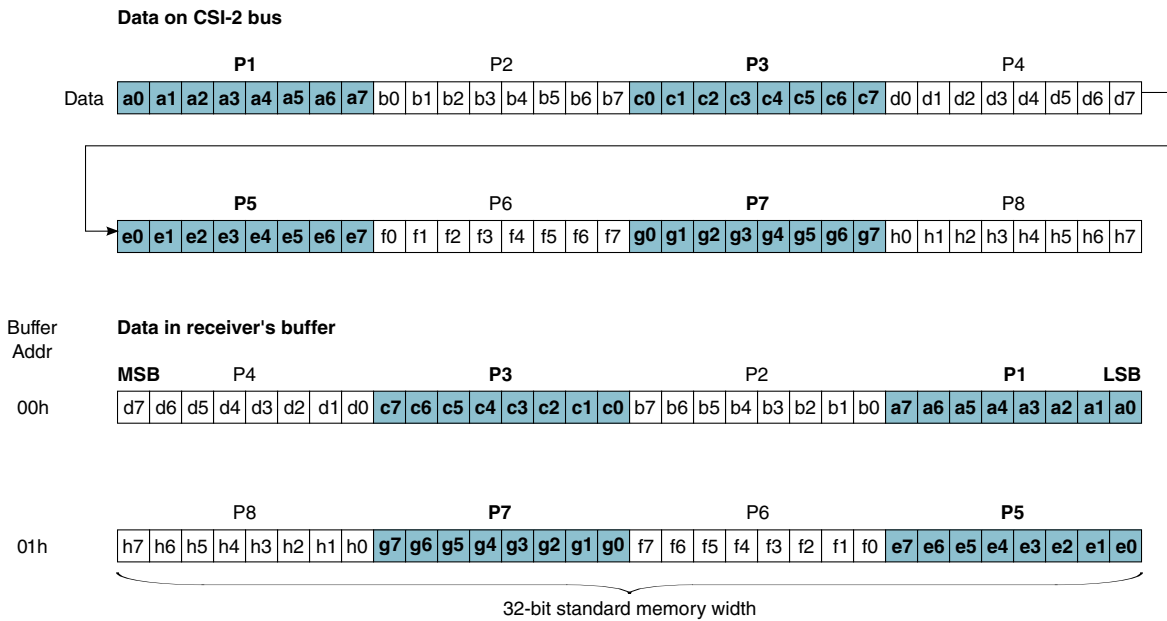 Data on CSI-2 bus
P1 P2 P3 P4
Data a0 a1 a2 a3 a4 a5 a6 a7 b0 b1 b2 b3 b4 b5 b6 b7 c0 c1 c2 c3 c4 c5 c6 c7 d0 d1 d2 d3 d4 d5 d6 d7
P5 P6 P7 P8
e0 e1 e2 e3 e4 e5 e6 e7 f0 f1 f2 f3 f4 f5 f6 f7 g0 g1 g2 g3 g4 g5 g6 g7 h0 h1 h2 h3 h4 h5 h6 h7
Buffer Addr
Data in receiver's buffer
MSB P4 P3 P2 P1 LSB
00h d7 d6 d5 d4 d3 d2 d1 d0 c7 c6 c5 c4 c3 c2 c1 c0 b7 b6 b5 b4 b3 b2 b1 b0 a7 a6 a5 a4 a3 a2 a1 a0
P8 P7 P6 P5
01h h7 h6 h5 h4 h3 h2 h1 h0 g7 g6 g5 g4 g3 g2 g1 g0 f7 f6 f5 f4 f3 f2 f1 f0 e7 e6 e5 e4 e3 e2 e1 e0
32-bit standard memory width